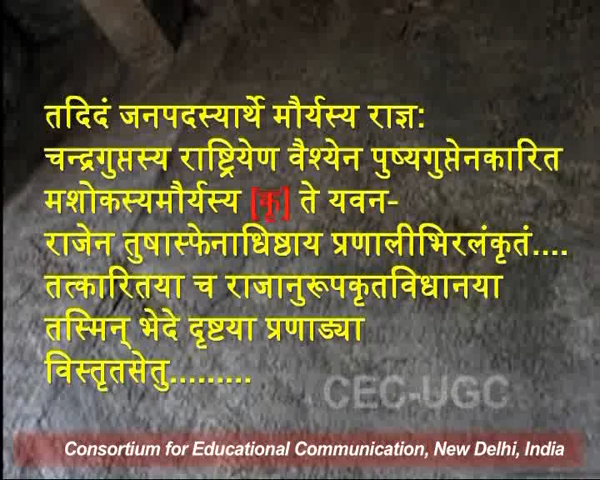 तदिदं जनपदस्यार्थे मौर्यस्य राज्ञ:
चन्द्रगुप्तस्य राष्ट्रियेण वैश्येन पुष्यगुप्तेनकारित
मशोकस्यमौर्यस्य [कृ] ते यवन-
राजेन तुषास्फेनाधिष्ठाय प्रणालीभिरलंकृतं....
तत्कारितया च राजानुरूपकृतविधानया
तस्मिन् भेदे दृष्टया प्रणाड्या
विस्तृतसेतु.........
CEC-UGC
Consortium for Educational Communication, New Delhi, India